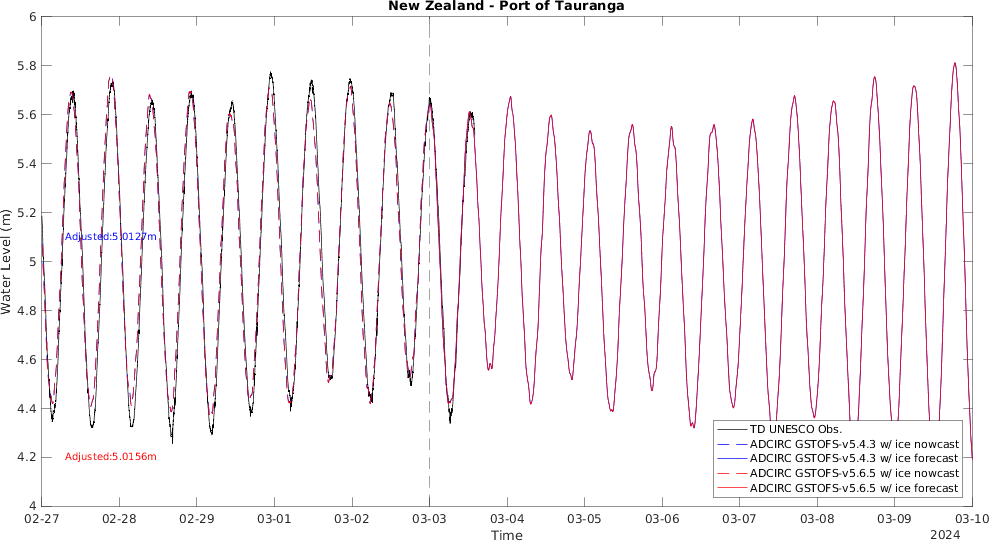 New Zealand - Port of Tauranga
6
5.8
5.6
5.4
5.2
5
4.8
4.6
4.4
4.2
4
Water Level (m)
Adjusted:5.0127m
Adjusted:5.0156m
TD UNESCO Obs.
ADCIRC GSTOFS-v5.4.3 w/ ice nowcast
ADCIRC GSTOFS-v5.4.3 w/ ice forecast
ADCIRC GSTOFS-v5.6.5 w/ ice nowcast
ADCIRC GSTOFS-v5.6.5 w/ ice forecast
02-27 02-28 02-29 03-01 03-02 03-03 03-04 03-05 03-06 03-07 03-08 03-09 03-10
Time
2024